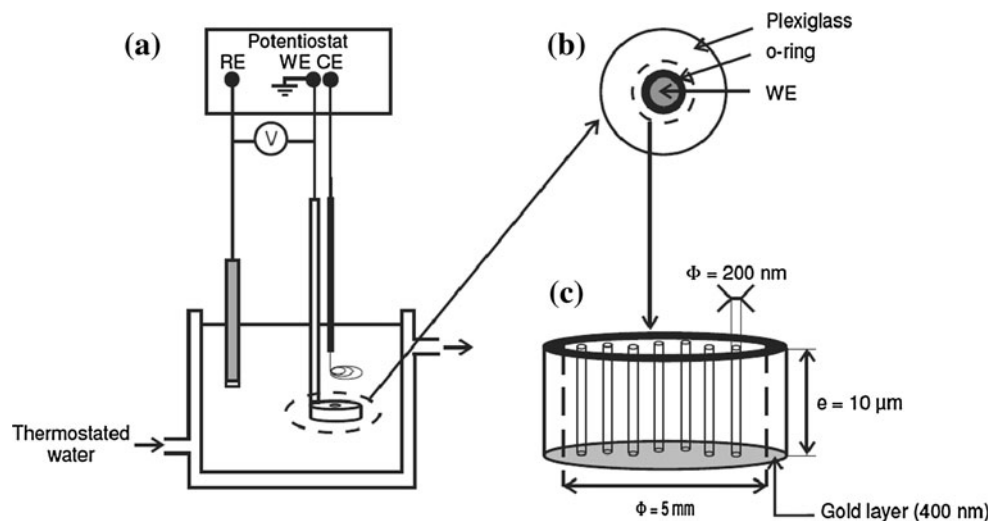 (a)
Potentiostat
RE WE CE
V
Thermostated
water
(b)
Plexiglass
o-ring
WE
(c)
Φ = 200 nm
e = 10 µm
Φ = 5 mm
Gold layer (400 nm)